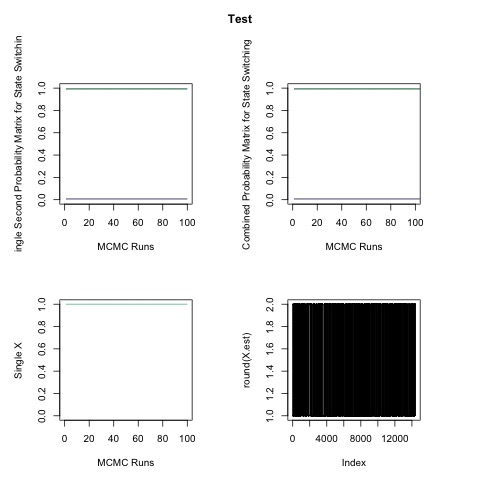 Test
ingle Second Probability Matrix for State Switchin
0.0 0.2 0.4 0.6 0.8 1.0
0 20 40 60 80 100
MCMC Runs
Combined Probability Matrix for State Switching
0.0 0.2 0.4 0.6 0.8 1.0
0 20 40 60 80 100
MCMC Runs
Single X
0.0 0.2 0.4 0.6 0.8 1.0
0 20 40 60 80 100
MCMC Runs
round(X.est)
1.0 1.2 1.4 1.6 1.8 2.0
0 4000 8000 12000
Index